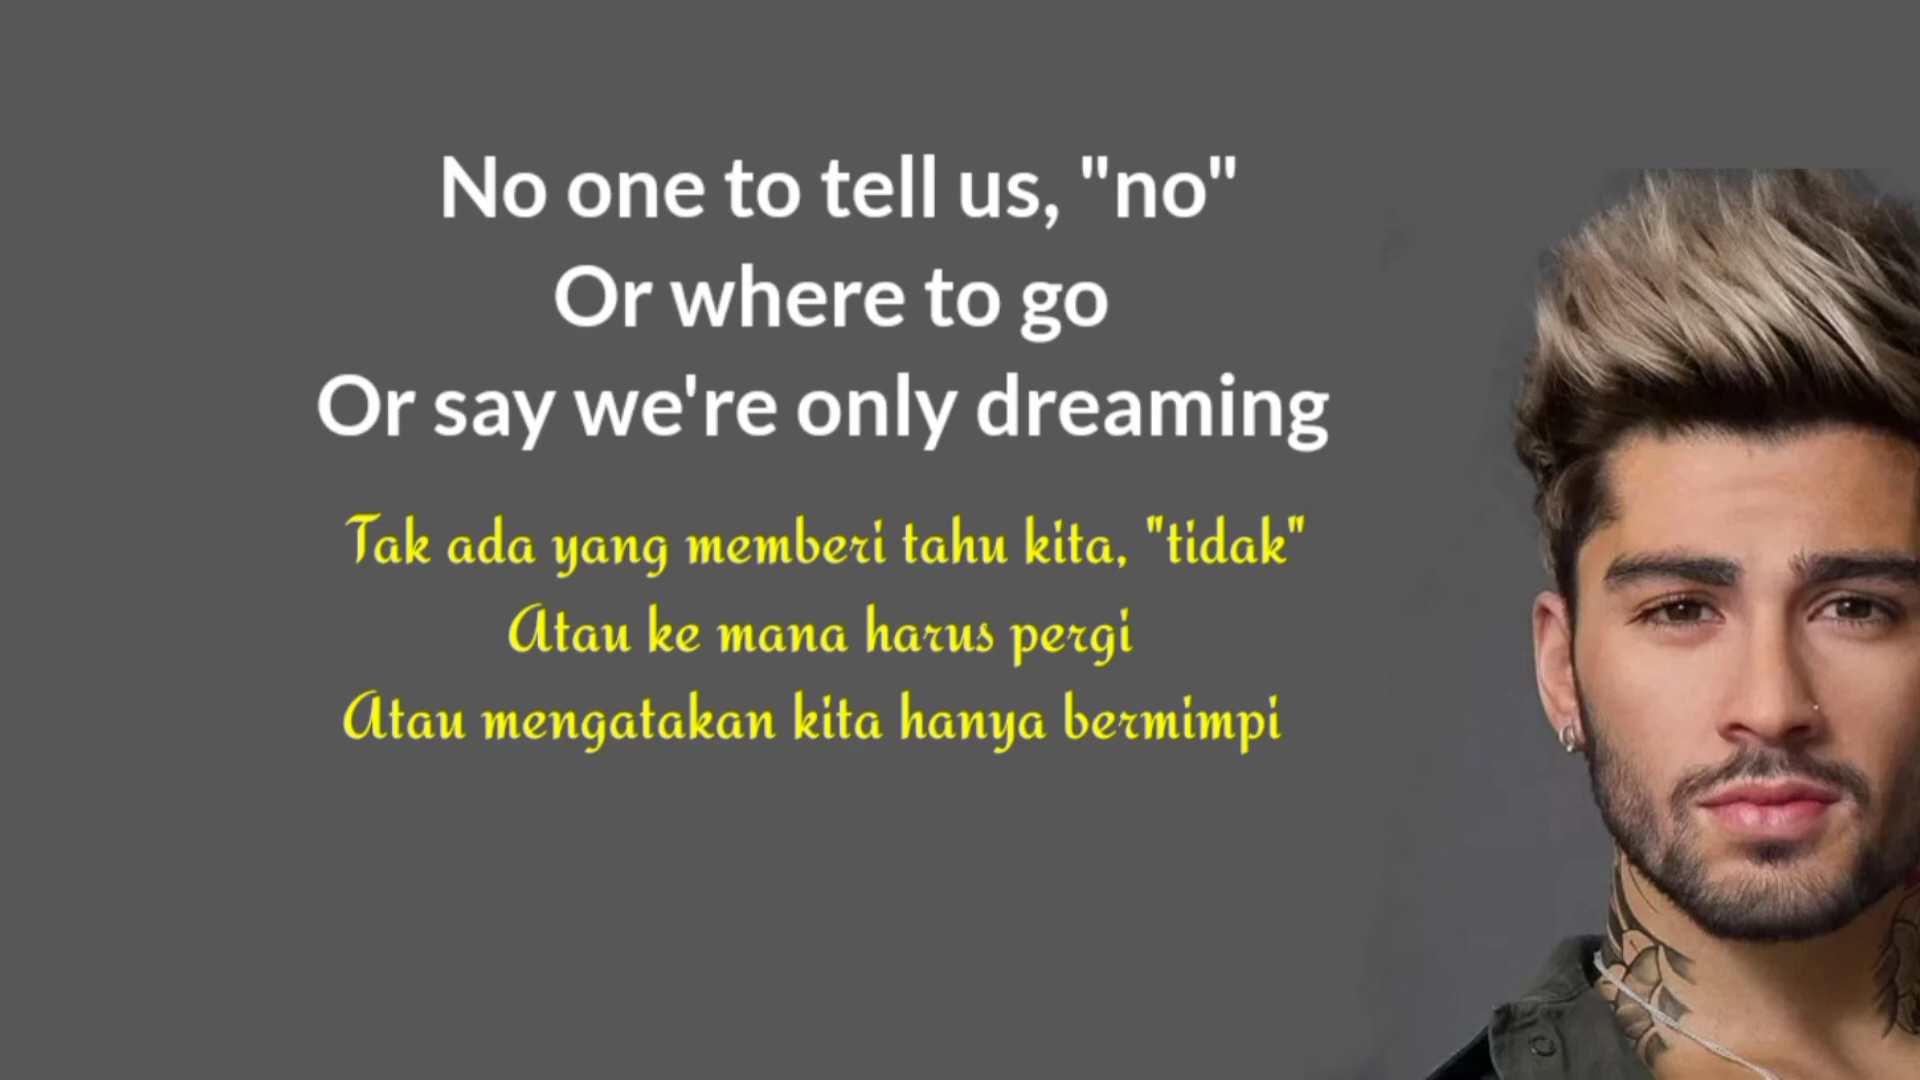 No one to tell us, "no"
Or where to go
Or say we're only dreaming
Tak ada yang memberi tahu kita, "tidak"
Atau ke mana harus pergi
Atau mengatakan kita hanya bermimpi